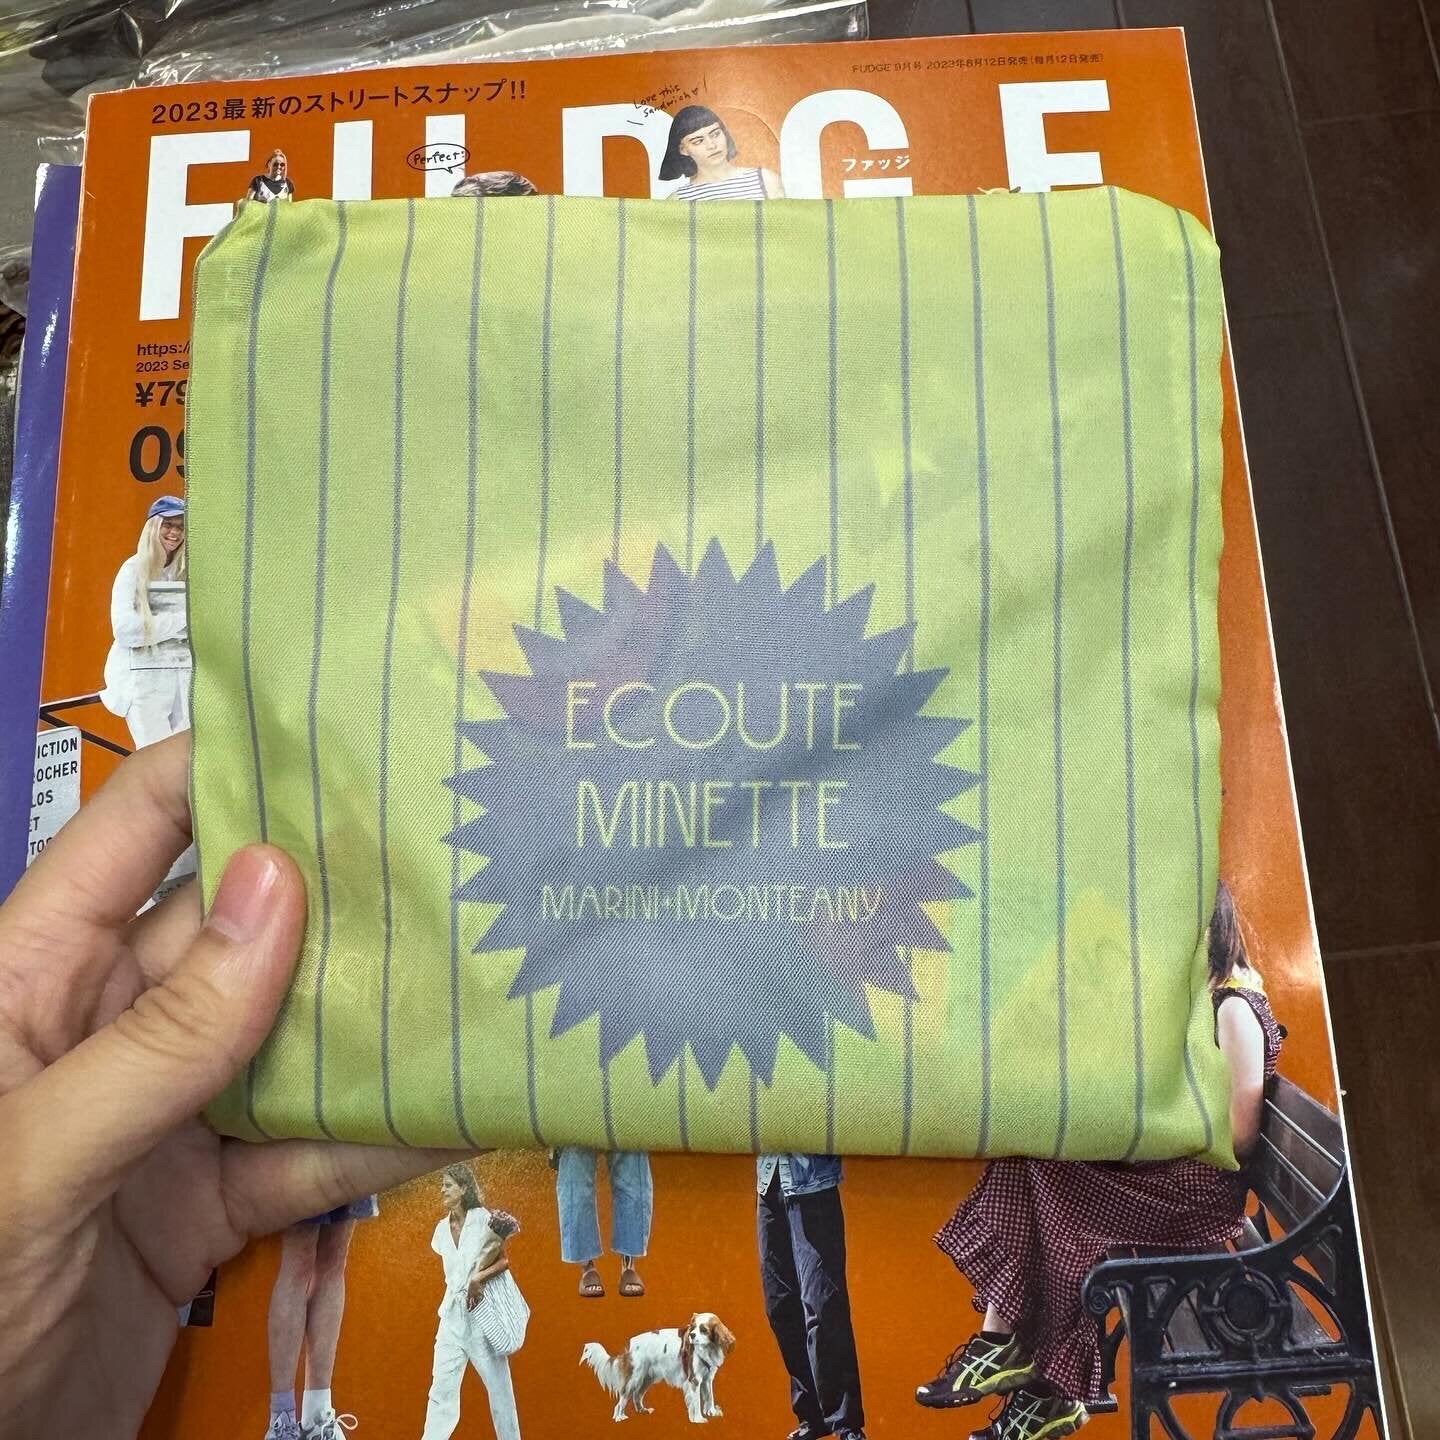 FUDGE 9月号 2023年8月12日発売(毎月12日発売)
2023最新のストリートスナップ!!
Love this
sandwich♥!
FUDGE
Perfect!
ファッジ
https:/
2023 Se
¥79
09
ECOUTE
MINETTE
MARINI+MONTEANY
ICTION
OCHER
LOS
ET
TOS